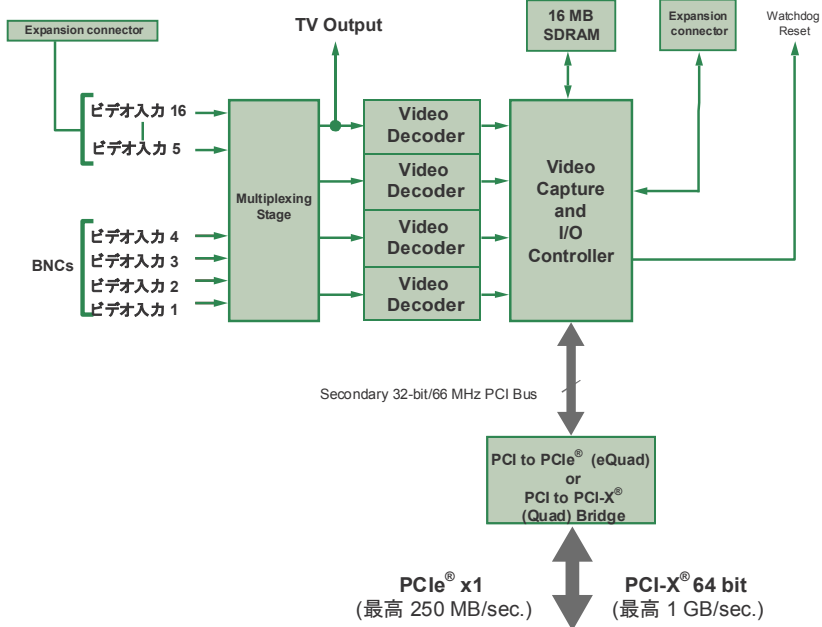 Expansion connector
TV Output
16 MB
SDRAM
Expansion
connector
Watchdog
Reset
ビデオ入力 16
ビデオ入力 5
BNCs
ビデオ入力 4
ビデオ入力 3
ビデオ入力 2
ビデオ入力 1
Multiplexing
Stage
Video
Decoder
Video
Decoder
Video
Decoder
Video
Decoder
Video
Capture
and
I/O
Controller
Secondary 32-bit/66 MHz PCI Bus
PCI to PCIe® (eQuad)
or
PCI to PCI-X®
(Quad) Bridge
PCIe® x1
(最高 250 MB/sec.)
PCI-X® 64 bit
(最高 1 GB/sec.)